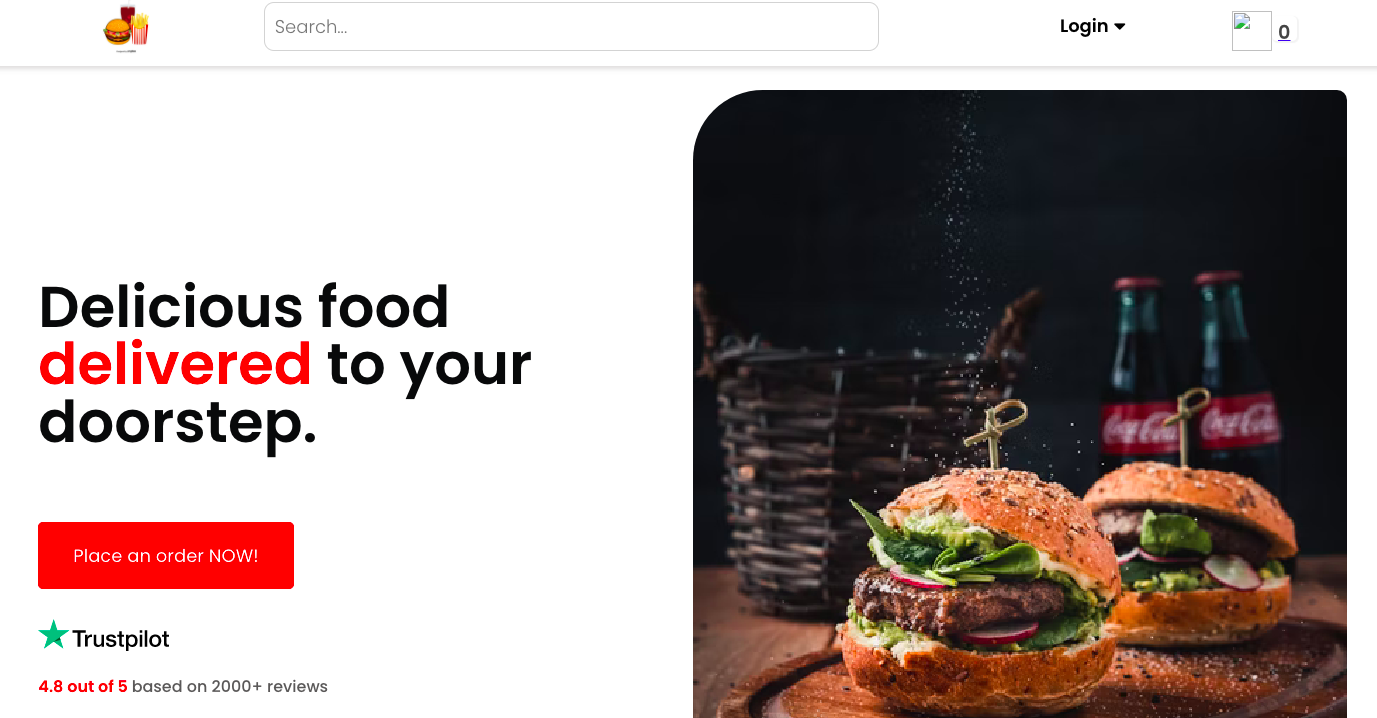 Search...
Login
0
Delicious food
delivered to your
doorstep.
Place an order NOW!
Trustpilot
4.8 out of 5 based on 2000+ reviews
Coca-Cola
Coca-Cola